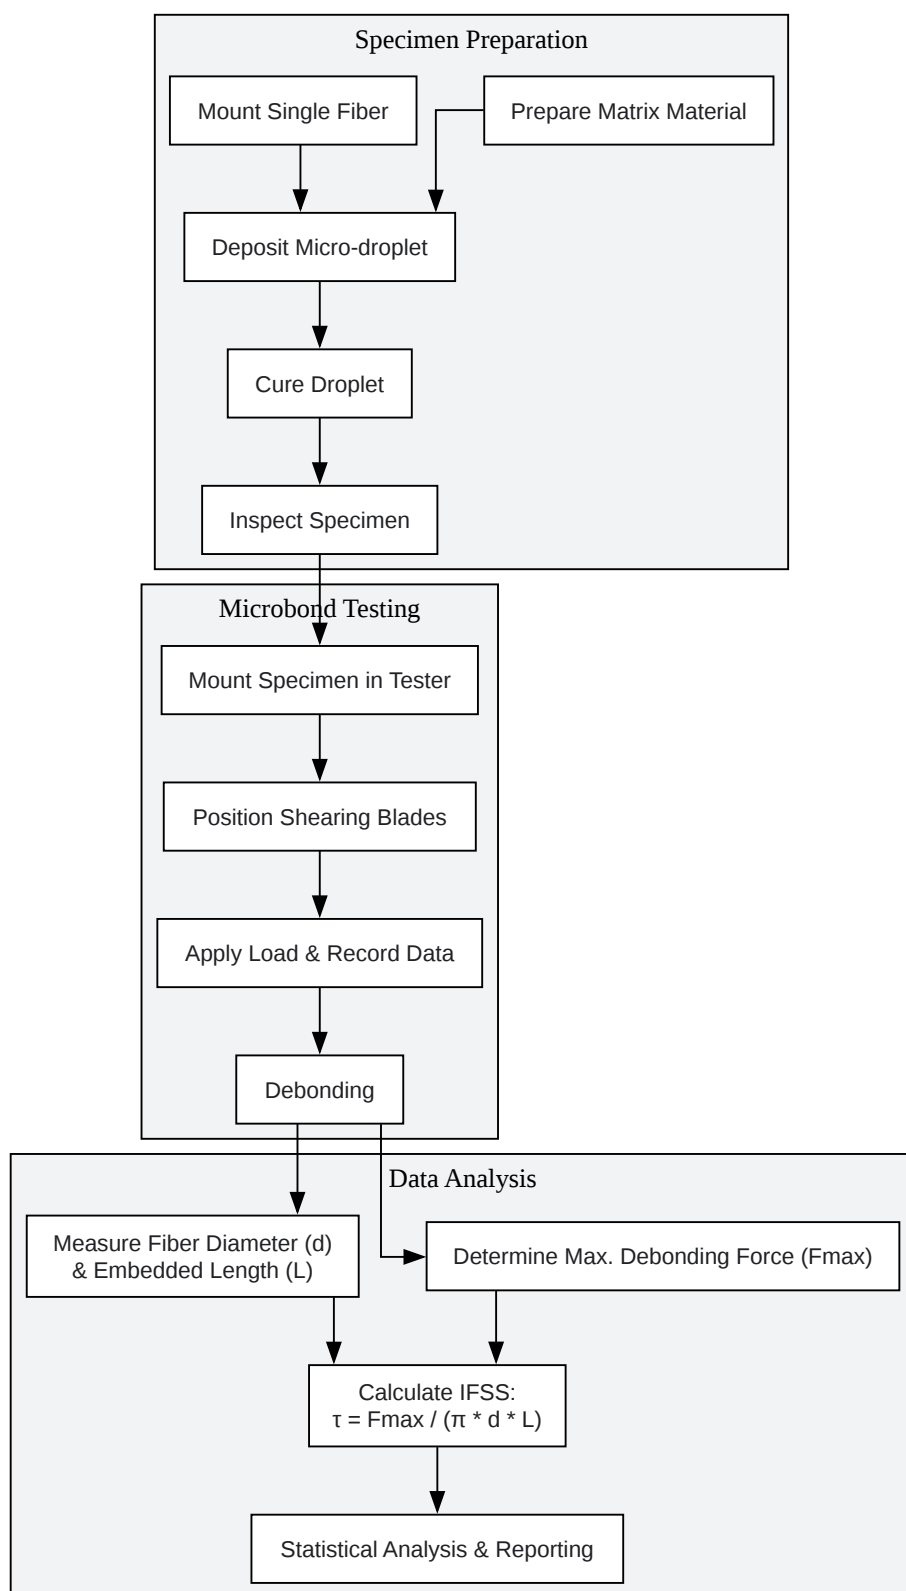 Specimen Preparation
Mount Single Fiber
Prepare Matrix Material
Deposit Micro-droplet
Cure Droplet
Inspect Specimen
Microbond Testing
Mount Specimen in Tester
Position Shearing Blades
Apply Load & Record Data
Debonding
Data Analysis
Measure Fiber Diameter (d)
& Embedded Length (L)
Determine Max. Debonding Force (Fmax)
Calculate IFSS:
τ = Fmax / (π * d * L)
Statistical Analysis & Reporting